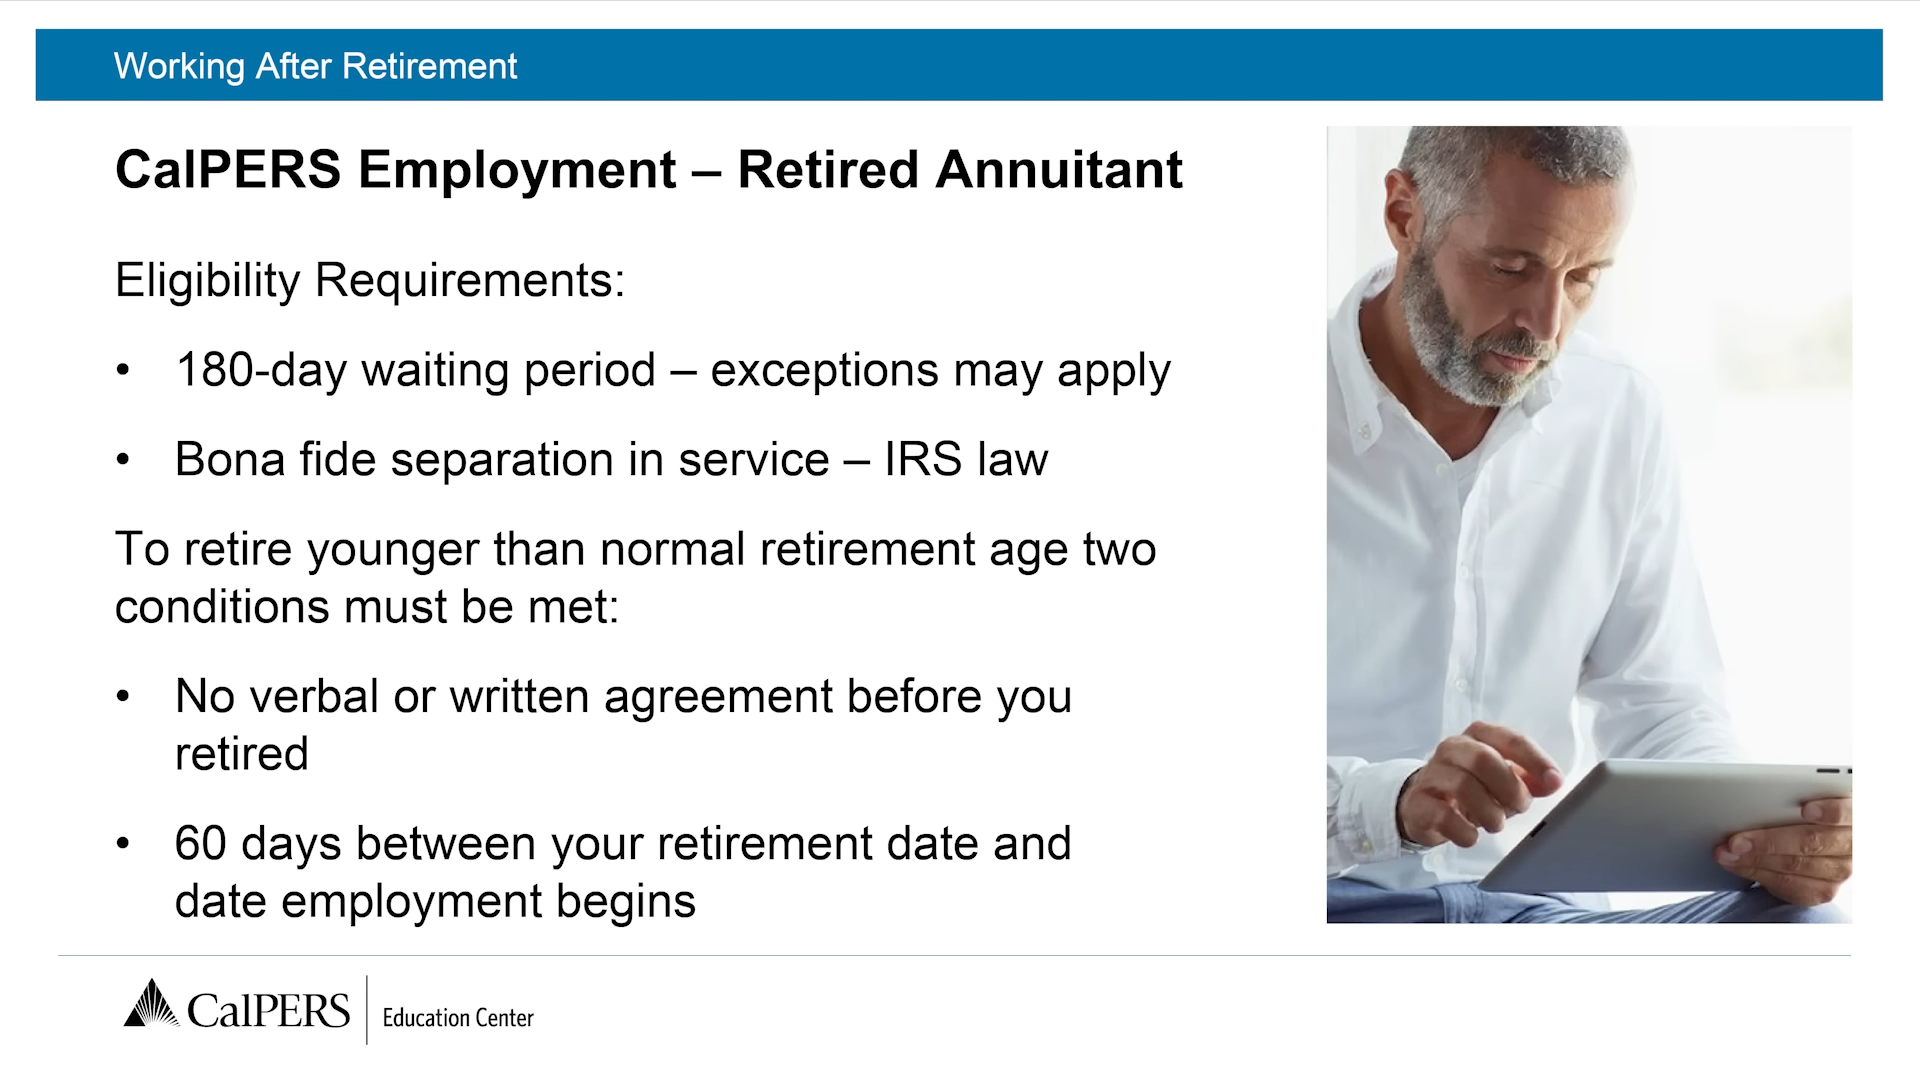 Working After Retirement
CalPERS Employment – Retired Annuitant
Eligibility Requirements:
• 180-day waiting period – exceptions may apply
• Bona fide separation in service – IRS law
To retire younger than normal retirement age two
conditions must be met:
• No verbal or written agreement before you
retired
• 60 days between your retirement date and
date employment begins
CalPERS Education Center